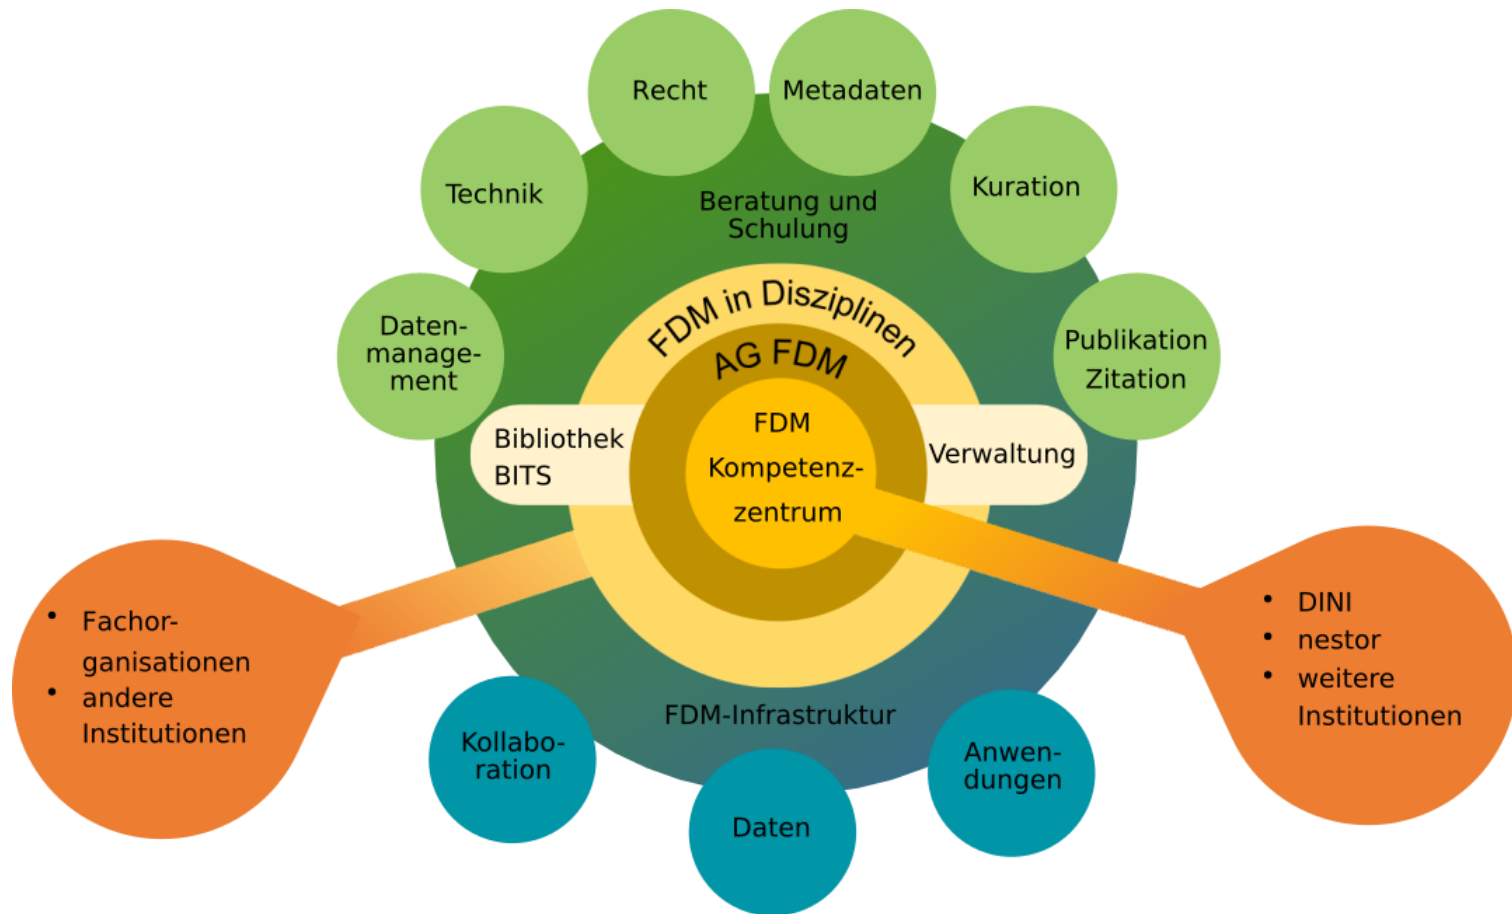 Recht
Metadaten
Technik
Kuration
Beratung und
Schulung
Daten-
manage-
ment
Publikation
Zitation
FDM in Disziplinen
AG FDM
FDM
Kompetenz-
zentrum
Bibliothek
BITS
Verwaltung
• Fachor-
ganisationen
• andere
Institutionen
• DINI
• nestor
• weitere
Institutionen
FDM-Infrastruktur
Kollabo-
ration
Daten
Anwen-
dungen